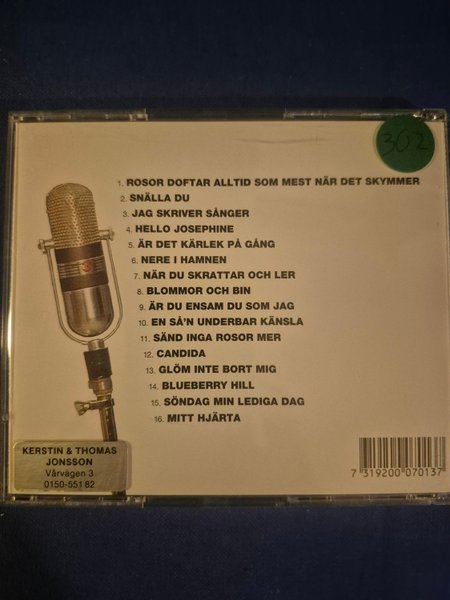 362
1. ROSOR DOFTAR ALLTID SOM MEST NÄR DET SKYMMER
2. SNÄLLA DU
3. JAG SKRIVER SÅNGER
4. HELLO JOSEPHINE
5. ÄR DET KÄRLEK PÅ GÅNG
6. NERE I HAMNEN
7. NÄR DU SKRATTAR OCH LER
8. BLOMMOR OCH BIN
9. ÄR DU ENSAM DU SOM JAG
10. EN SÅ'N UNDERBAR KÄNSLA
11. SÄND INGA ROSOR MER
12. CANDIDA
13. GLÖM INTE BORT MIG
14. BLUEBERRY HILL
15. SÖNDAG MIN LEDIGA DAG
16. MITT HJÄRTA
KERSTIN & THOMAS
JONSSON
Vårvägen 3
0150-551 82
7 319200 070137